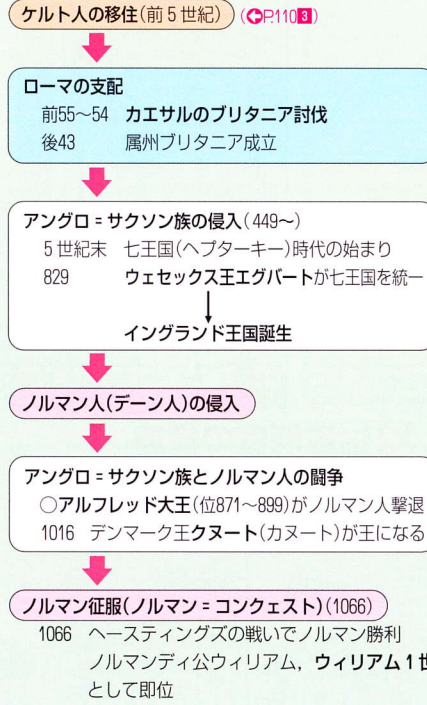 ケルト人の移住(前5世紀) (P.110 3)
ローマの支配
前55〜54 カエサルのブリタニア討伐
後43 属州ブリタニア成立
アングロ＝サクソン族の侵入(449〜)
5世紀末 七王国(ヘプターキー)時代の始まり
829 ウェセックス王エグバートが七王国を統一
イングランド王国誕生
ノルマン人(デーン人)の侵入
アングロ＝サクソン族とノルマン人の闘争
○アルフレッド大王(位871〜899)がノルマン人撃退
1016 デンマーク王クヌート(カヌート)が王になる
ノルマン征服(ノルマン＝コンクェスト)(1066)
1066 ヘースティングズの戦いでノルマン勝利
ノルマンディ公ウィリアム，ウィリアム1世
として即位